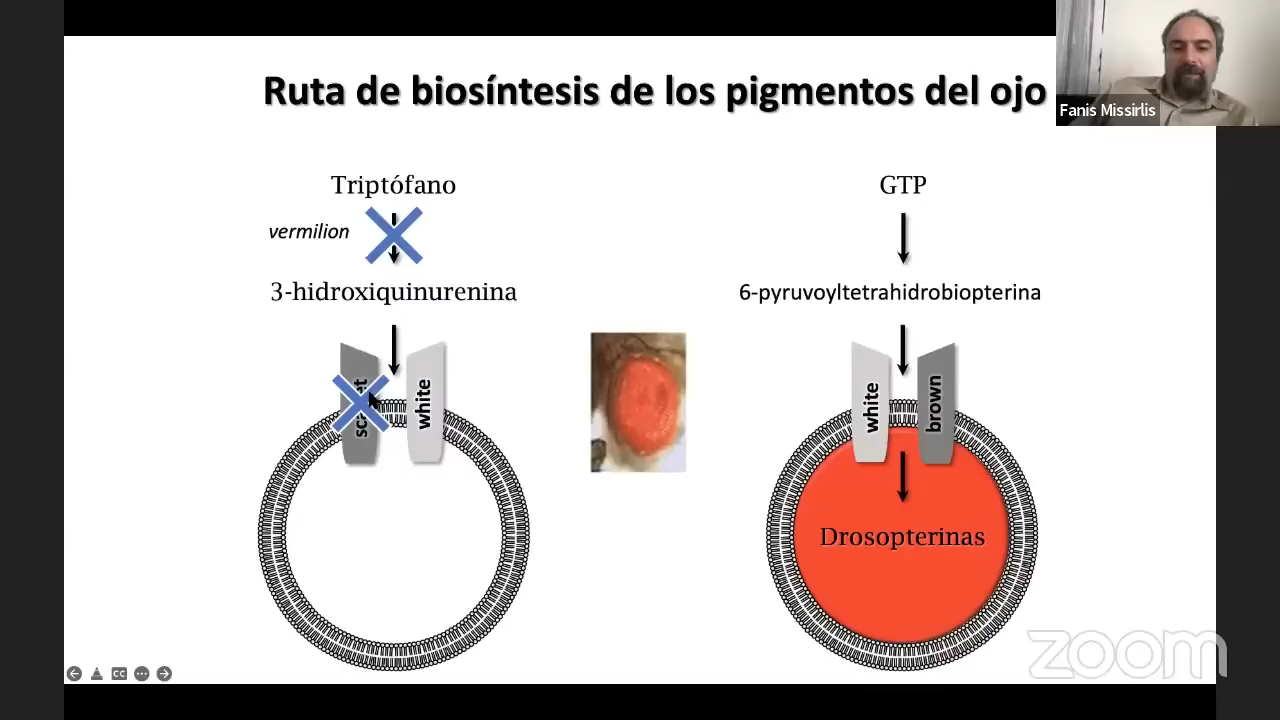 Ruta de biosíntesis de los pigmentos del ojo
Fanis Missirlis
Triptófano
vermilion
3-hidroxiquinurenina
white
GTP
6-pyruvoyltetrahidrobiopterina
white
brown
Drosopterinas
zoom
CC